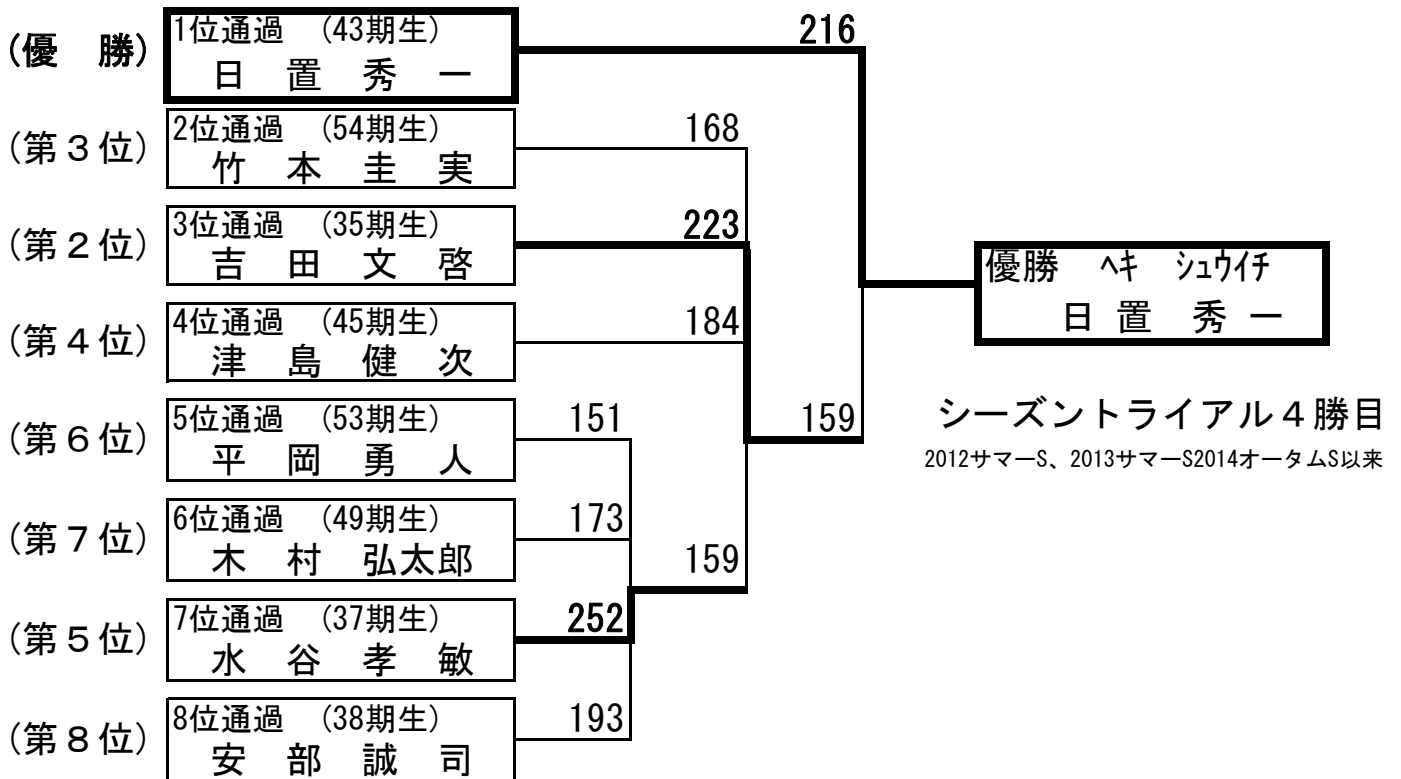 (優　勝) 1位通過　(43期生) 216
日　置　秀　一
(第３位) 2位通過　(54期生) 168
竹　本　圭　実
(第２位) 3位通過　(35期生) 223
吉　田　文　啓
優勝　ﾍｷ　ｼｭｳｲﾁ
日 置　秀 一
(第４位) 4位通過　(45期生) 184
津　島　健　次
(第６位) 5位通過　(53期生) 151 159
平　岡　勇　人
シーズントライアル４勝目
2012サマーS、2013サマーS2014オータムS以来
(第７位) 6位通過　(49期生) 173
木　村　弘太郎
159
(第５位) 7位通過　(37期生) 252
水　谷　孝　敏
(第８位) 8位通過　(38期生) 193
安　部　誠　司